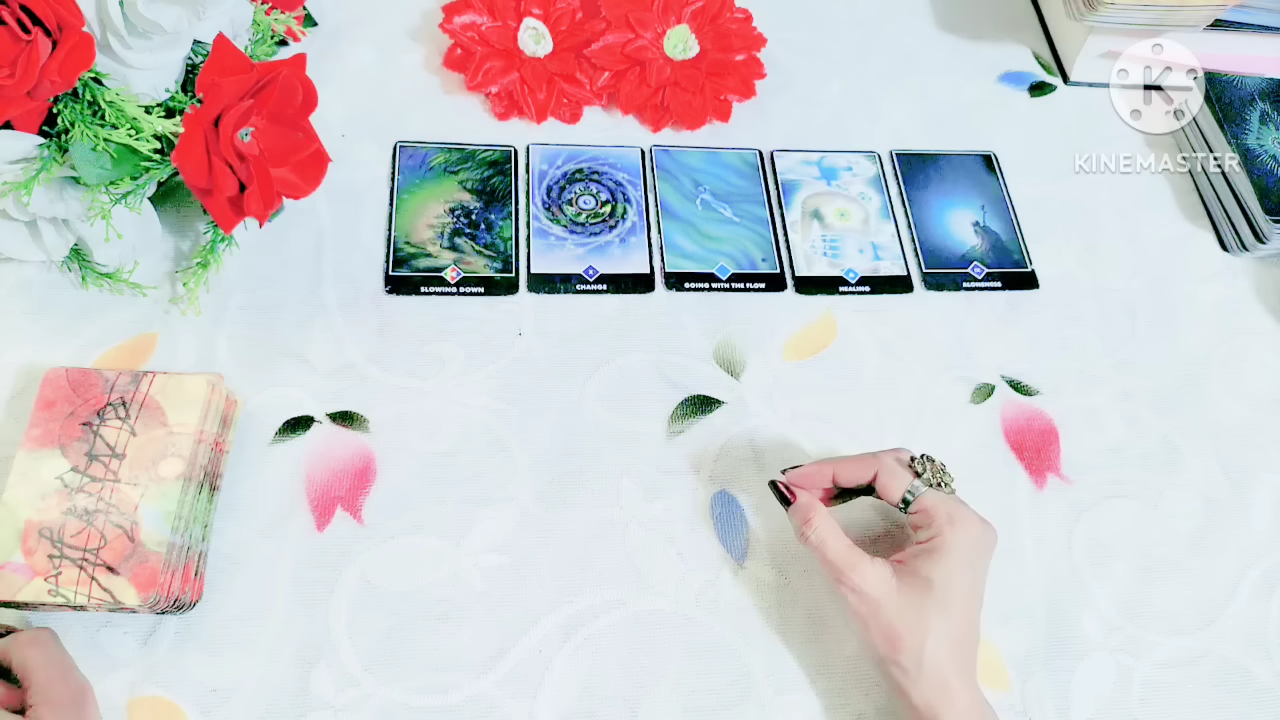 K
KINEMASTER
SLOWING DOWN
CHANGE
GOING WITH THE FLOW
HEALING
ALONENESS